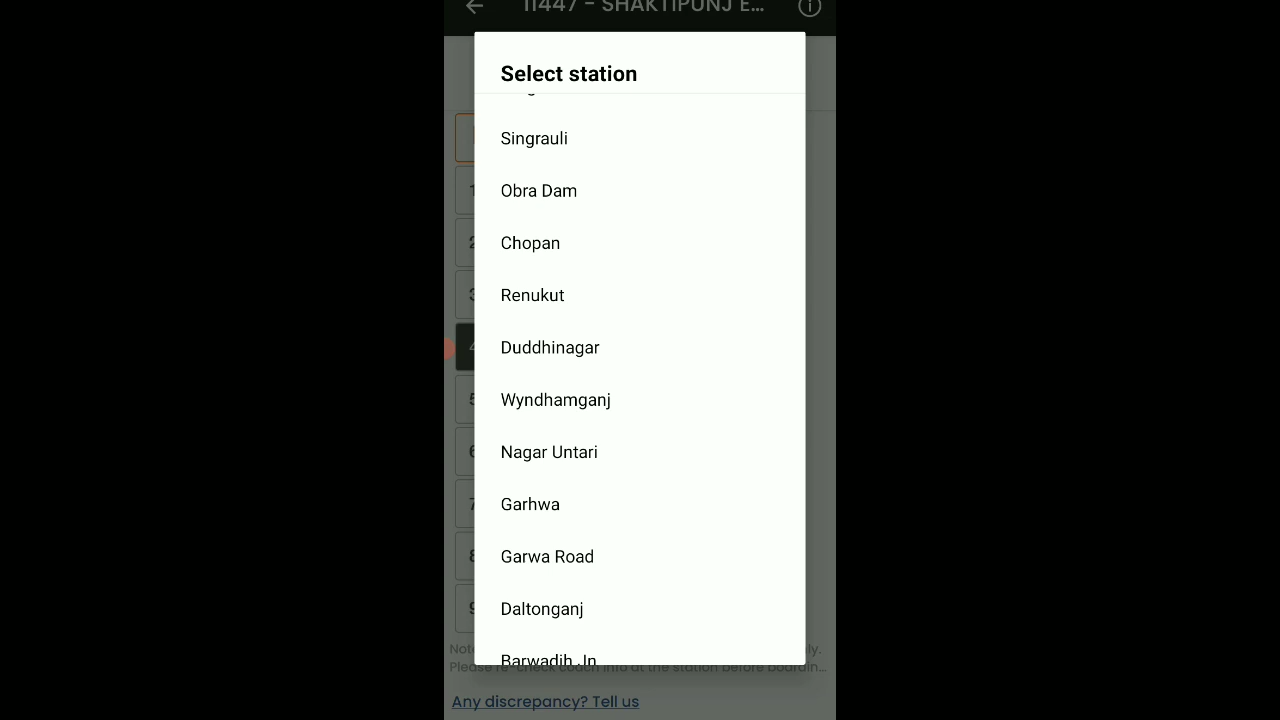 11447 - SHAKTIPUNJ E...
Select station
Singrauli
Obra Dam
Chopan
Renukut
Duddhinagar
Wyndhamganj
Nagar Untari
Garhwa
Garwa Road
Daltonganj
Barwadih Jn
Any discrepancy? Tell us